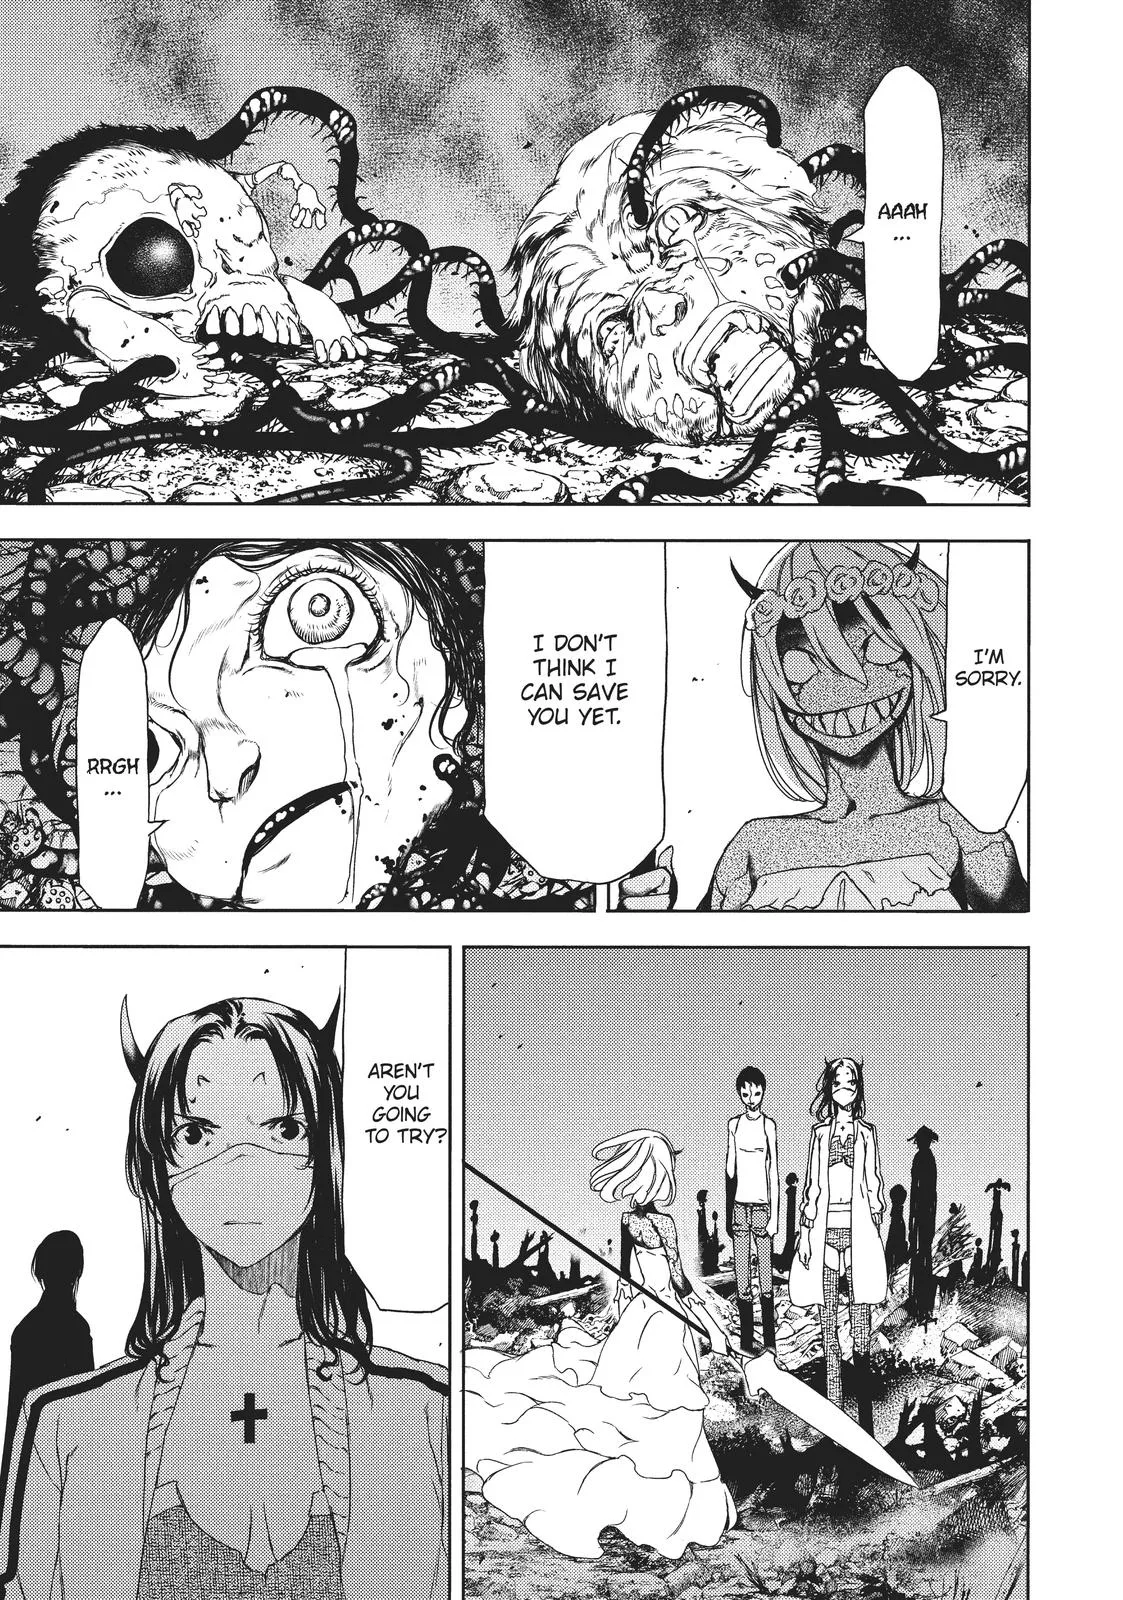 AAAH
...
I'M
SORRY.
I DON'T
THINK I
CAN SAVE
YOU YET.
RRGH
...
AREN'T
YOU
GOING
TO TRY?